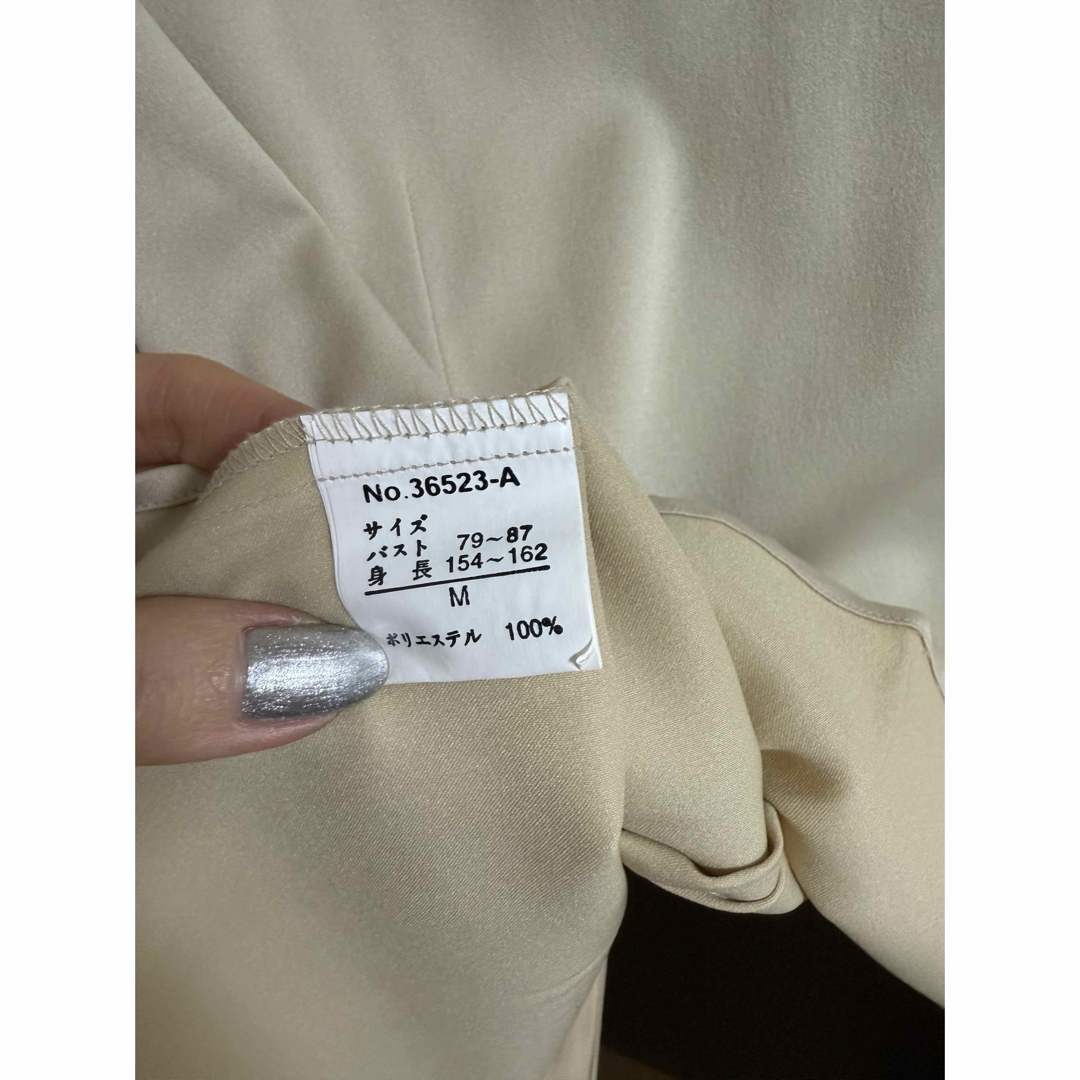 No.36523-A
サイズ
バスト 79~87
身長 154~162
M
ポリエステル 100%